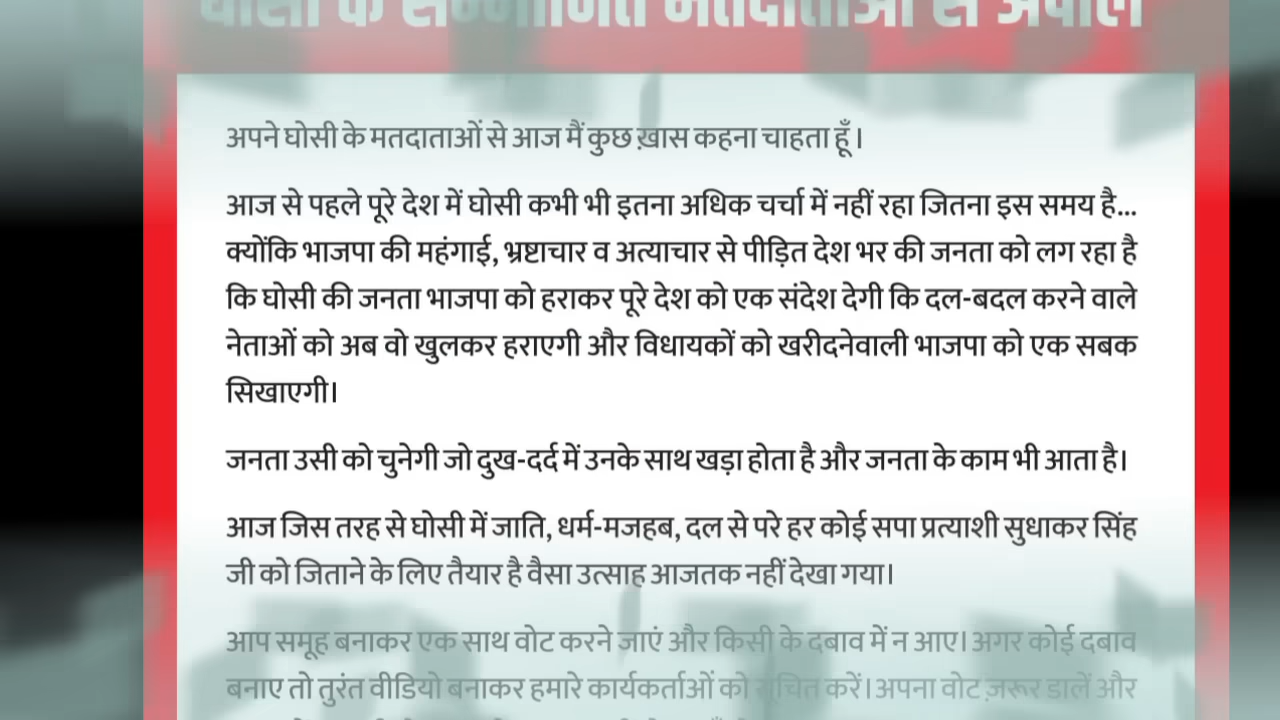 घोसी के सम्मानित मतदाताओं से अपील
अपने घोसी के मतदाताओं से आज मैं कुछ ख़ास कहना चाहता हूँ।
आज से पहले पूरे देश में घोसी कभी भी इतना अधिक चर्चा में नहीं रहा जितना इस समय है...
क्योंकि भाजपा की महंगाई, भ्रष्टाचार व अत्याचार से पीड़ित देश भर की जनता को लग रहा है
कि घोसी की जनता भाजपा को हराकर पूरे देश को एक संदेश देगी कि दल-बदल करने वाले
नेताओं को अब वो खुलकर हराएगी और विधायकों को खरीदनेवाली भाजपा को एक सबक
सिखाएगी।
जनता उसी को चुनेगी जो दुख-दर्द में उनके साथ खड़ा होता है और जनता के काम भी आता है।
आज जिस तरह से घोसी में जाति, धर्म-मजहब, दल से परे हर कोई सपा प्रत्याशी सुधाकर सिंह
जी को जिताने के लिए तैयार है वैसा उत्साह आजतक नहीं देखा गया।
आप समूह बनाकर एक साथ वोट करने जाएं और किसी के दबाव में न आए। अगर कोई दबाव
बनाए तो तुरंत वीडियो बनाकर हमारे कार्यकर्ताओं को सूचित करें। अपना वोट ज़रूर डालें और